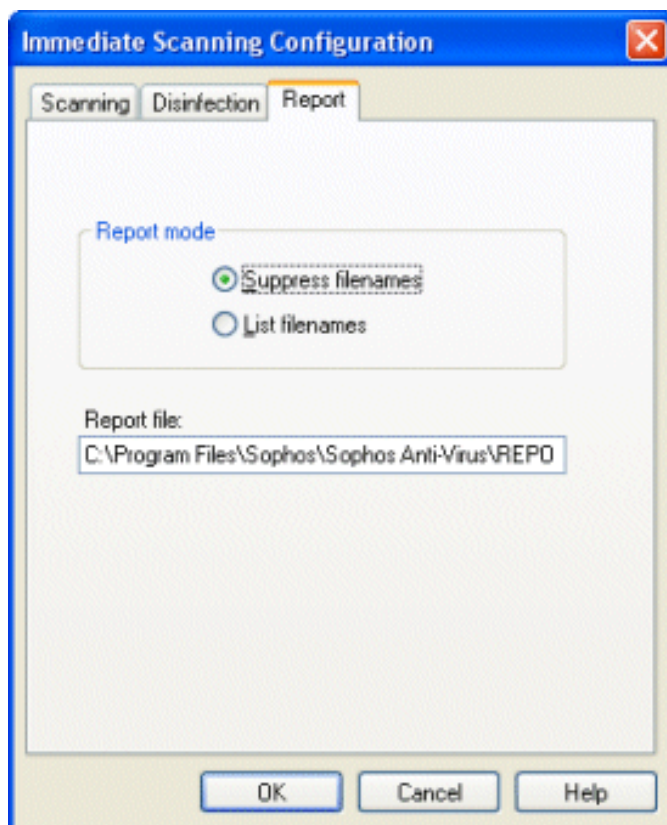 Immediate Scanning Configuration
Scanning Disinfection Report
Report mode
Suppress filenames
List filenames
Report file:
C:\Program Files\Sophos\Sophos Anti-Virus\REPO
OK Cancel Help